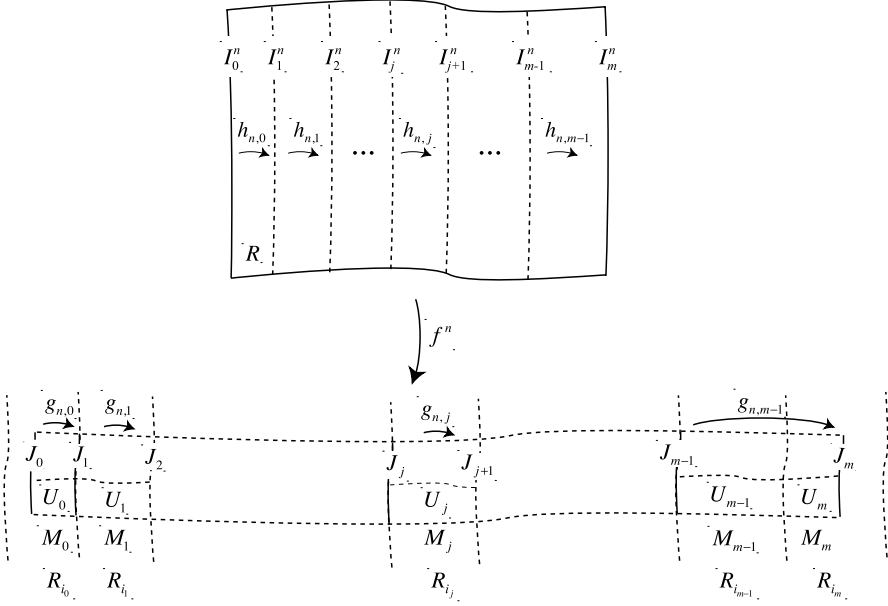 I_0^n I_1^n I_2^n I_j^n I_{j+1}^n I_{m-1}^n I_m^n
h_{n,0} h_{n,1} ... h_{n,j} ... h_{n,m-1}
R
f^n
g_{n,0} g_{n,1} g_{n,j} g_{n,m-1}
J_0 J_1 J_2 J_j J_{j+1} J_{m-1} J_m
U_0 U_1 U_j U_{m-1} U_m
M_0 M_1 M_j M_{m-1} M_m
R_{i_0} R_{i_1} R_{i_j} R_{i_{m-1}} R_{i_m}